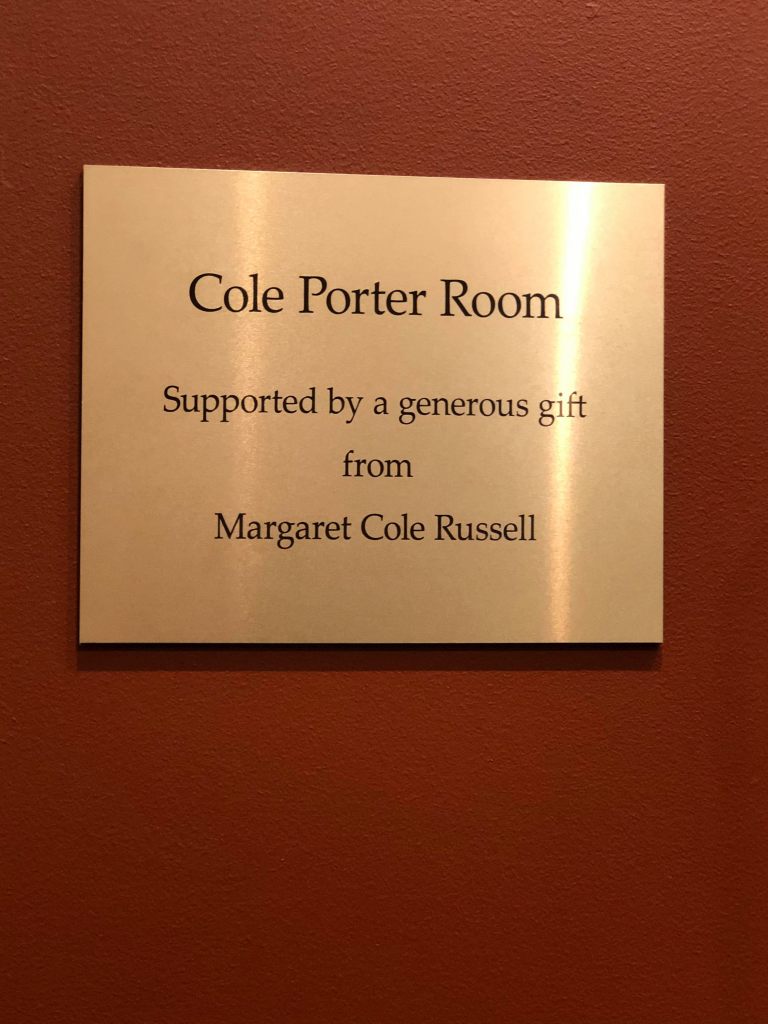 Cole Porter Room
Supported by a generous gift
from
Margaret Cole Russell